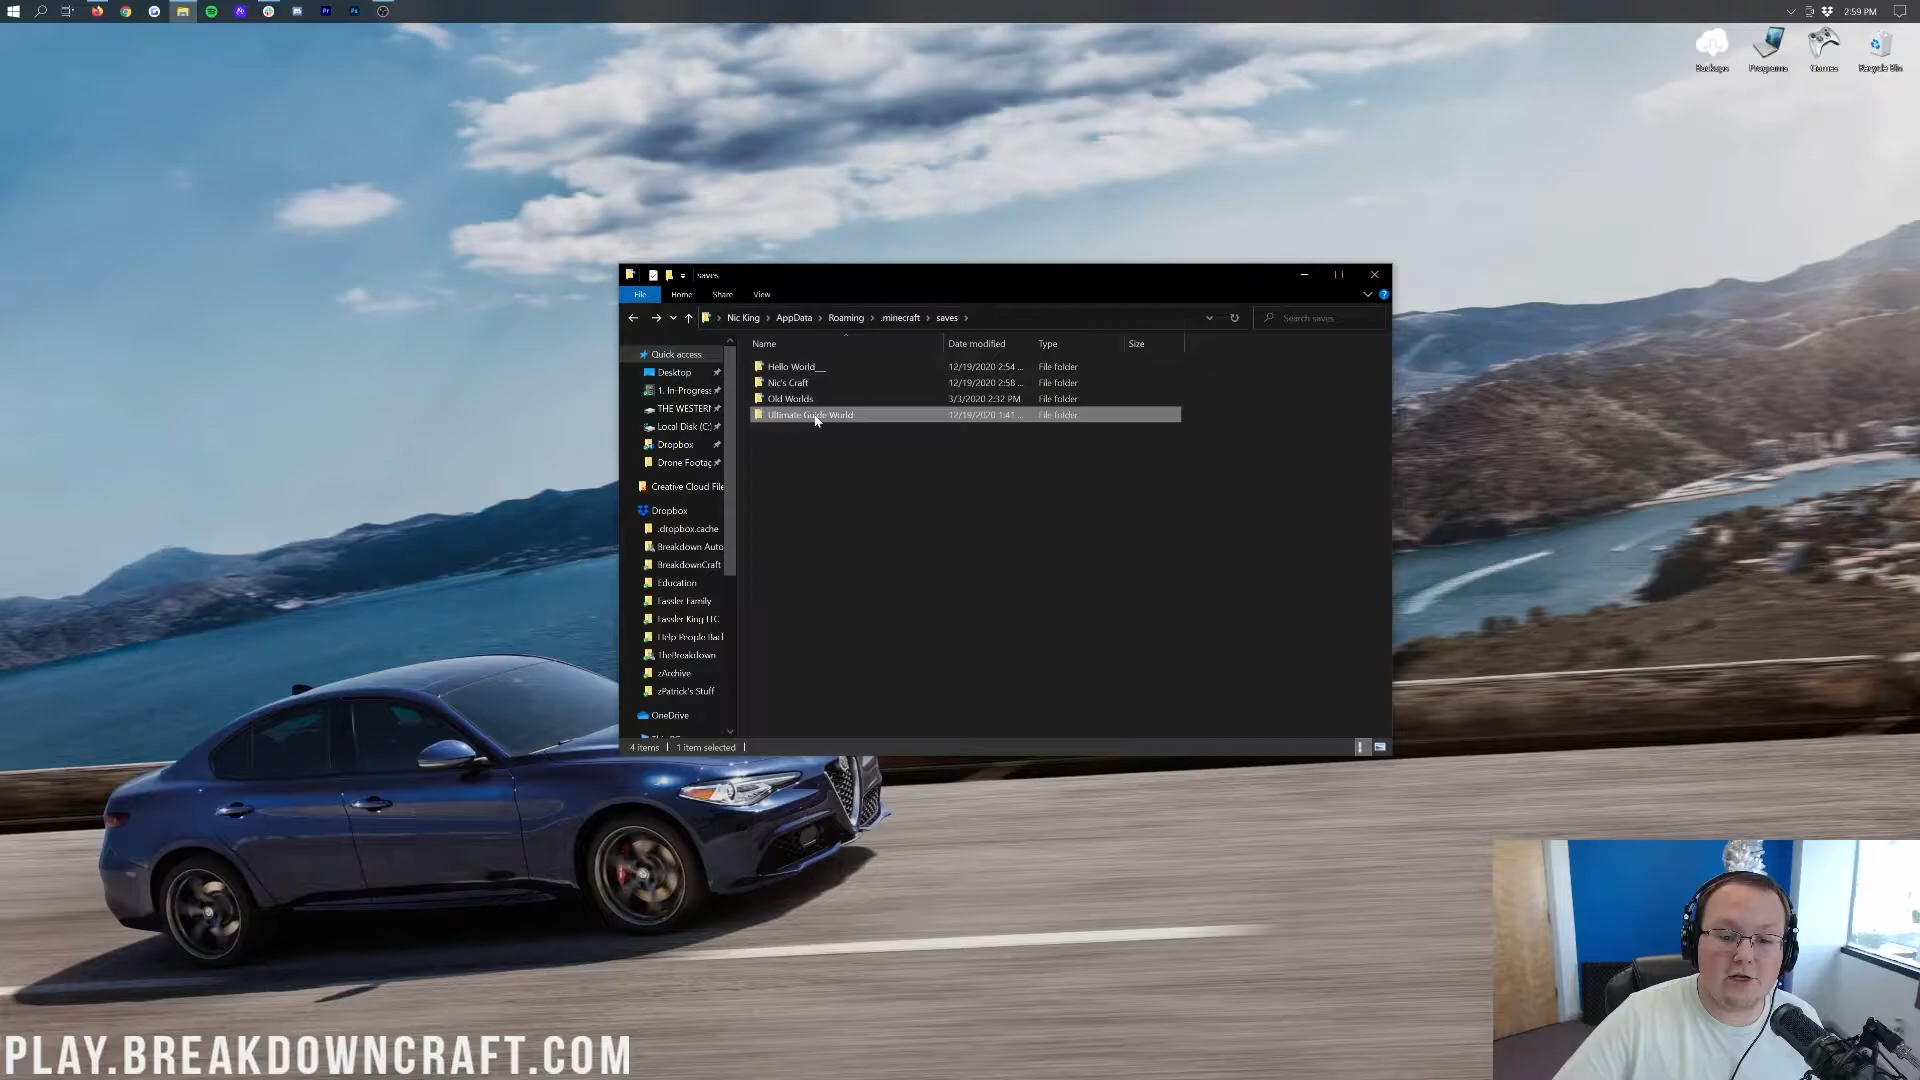 2:59 PM
Backups
Programs
Games
Recycle Bin
saves
File
Home
Share
View
Nic King
AppData
Roaming
.minecraft
saves
Search saves
Name
Date modified
Type
Size
Hello World__ 12/19/2020 2:54 ... File folder
Nic's Craft 12/19/2020 2:58 ... File folder
Old Worlds 3/3/2020 2:32 PM File folder
Ultimate Guide World 12/19/2020 1:41 ... File folder
Quick access
Desktop
1. In-Progress
THE WESTERN
Local Disk (C:)
Dropbox
Drone Footag
Creative Cloud File
Dropbox
.dropbox.cache
Breakdown Auto
BreakdownCraft
Education
Fassler Family
Fassler King LLC
Help People Bad
TheBreakdown
zArchive
zPatrick's Stuff
OneDrive
4 items
1 item selected
PLAY.BREAKDOWNCRAFT.COM